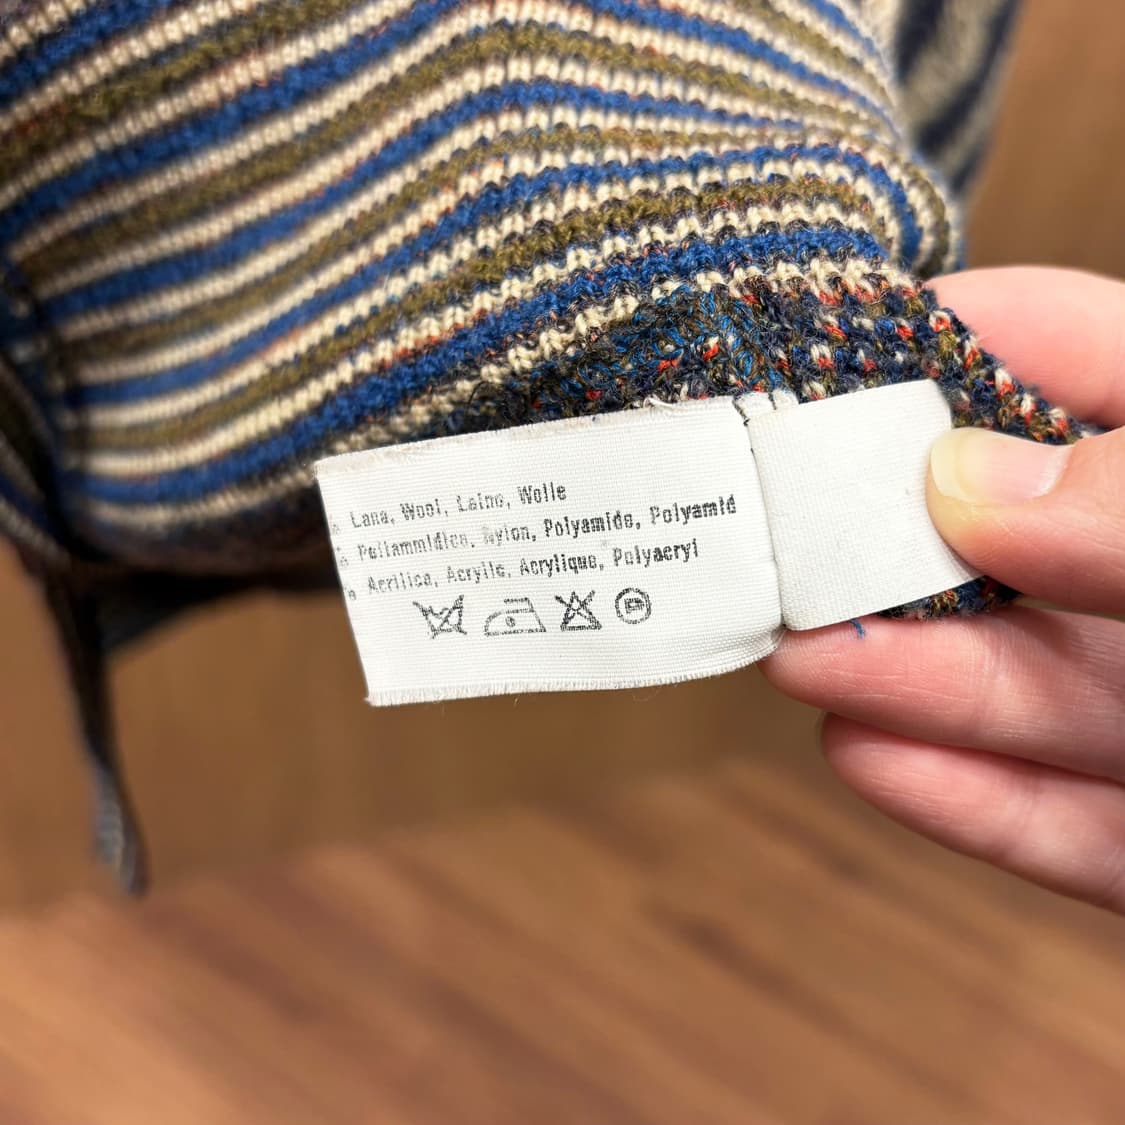 % Lana, Wool, Laine, Wolle
% Poliammidica, Nylon, Polyamide, Polyamid
% Acrilica, Acrylic, Acrylique, Polyacryl
P